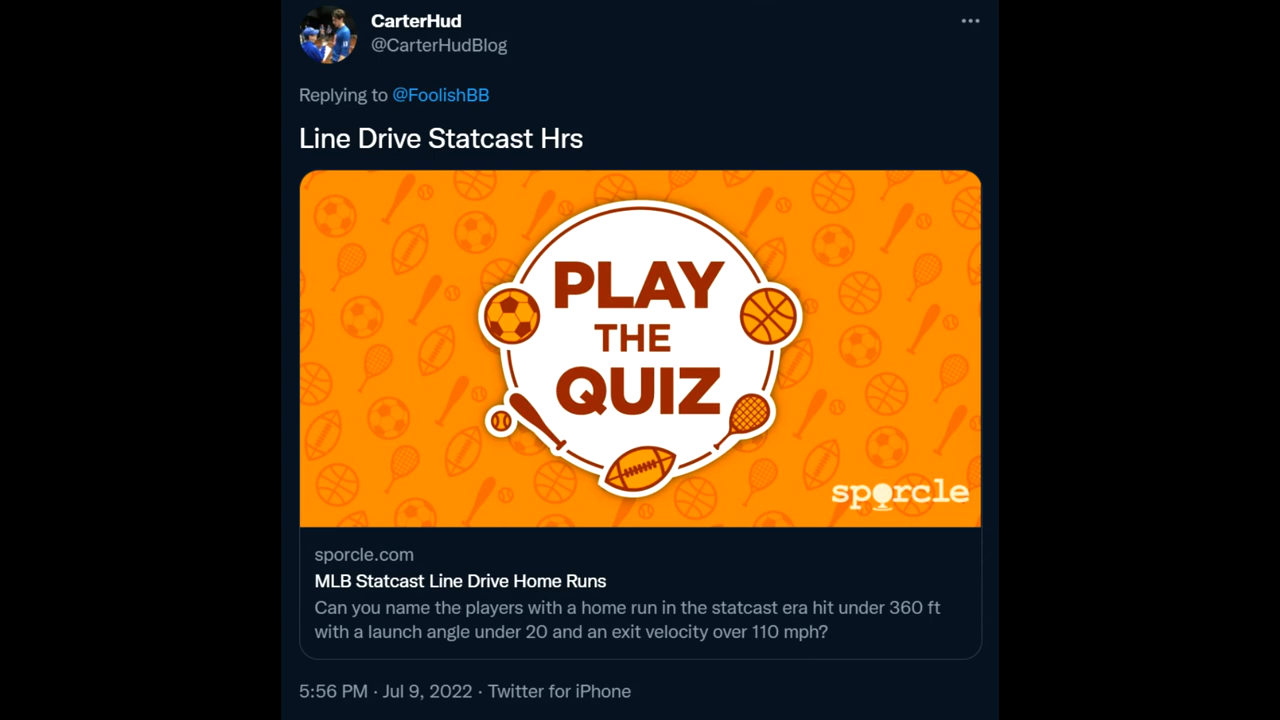 CarterHud
@CarterHudBlog
Replying to @FoolishBB
Line Drive Statcast Hrs
PLAY
THE
QUIZ
sporcle
sporcle.com
MLB Statcast Line Drive Home Runs
Can you name the players with a home run in the statcast era hit under 360 ft
with a launch angle under 20 and an exit velocity over 110 mph?
5:56 PM · Jul 9, 2022 · Twitter for iPhone